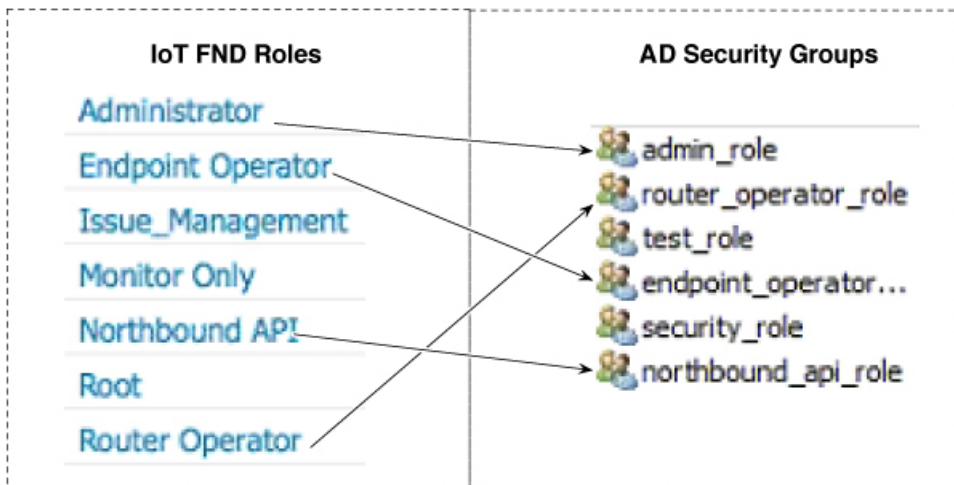 IoT FND Roles
Administrator
Endpoint Operator
Issue_Management
Monitor Only
Northbound API
Root
Router Operator
AD Security Groups
admin_role
router_operator_role
test_role
endpoint_operator...
security_role
northbound_api_role